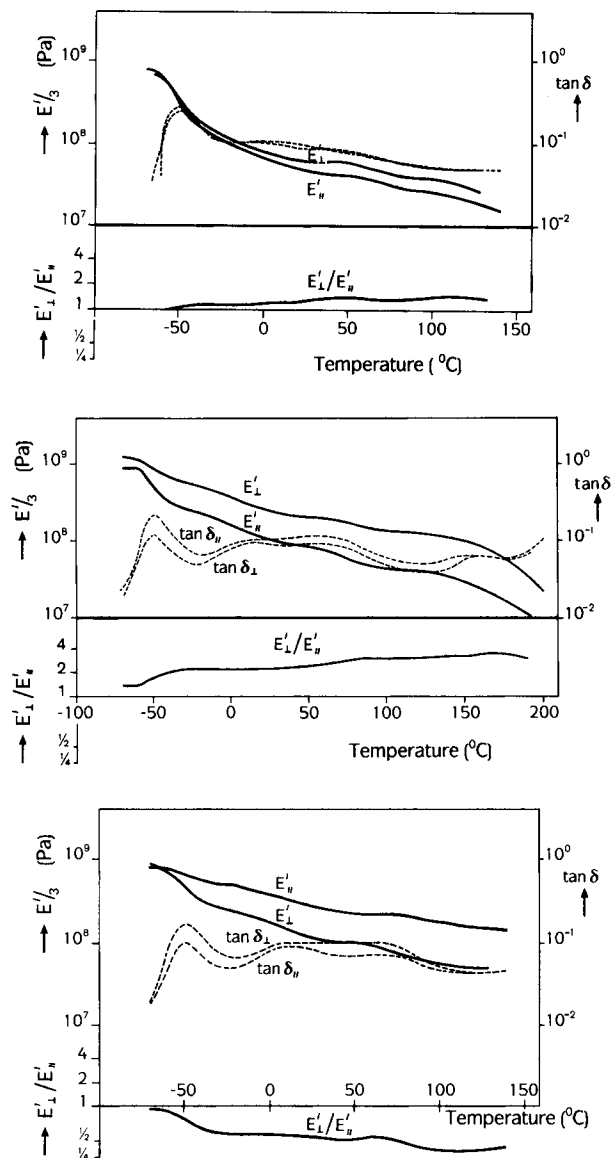 → E'/3 (Pa)
10⁹
10⁸
10⁷
10⁰
10⁻¹
10⁻²
tan δ
E'⊥
E'〃
→ E'⊥/E'〃
4
2
1
½
¼
E'⊥/E'〃
-50 0 50 100 150
Temperature ( ⁰C)
→ E'/3 (Pa)
10⁹
10⁸
10⁷
10⁰
10⁻¹
10⁻²
tan δ
E'⊥
E'〃
tan δ〃
tan δ⊥
→ E'⊥/E'〃
4
2
1
½
¼
E'⊥/E'〃
-100 -50 0 50 100 150 200
Temperature (⁰C)
→ E'/3 (Pa)
10⁹
10⁸
10⁷
10⁰
10⁻¹
10⁻²
tan δ
E'〃
E'⊥
tan δ⊥
tan δ〃
→ E'⊥/E'〃
4
2
1
½
¼
-50 0 50 100 150
Temperature (⁰C)
E'⊥/E'〃